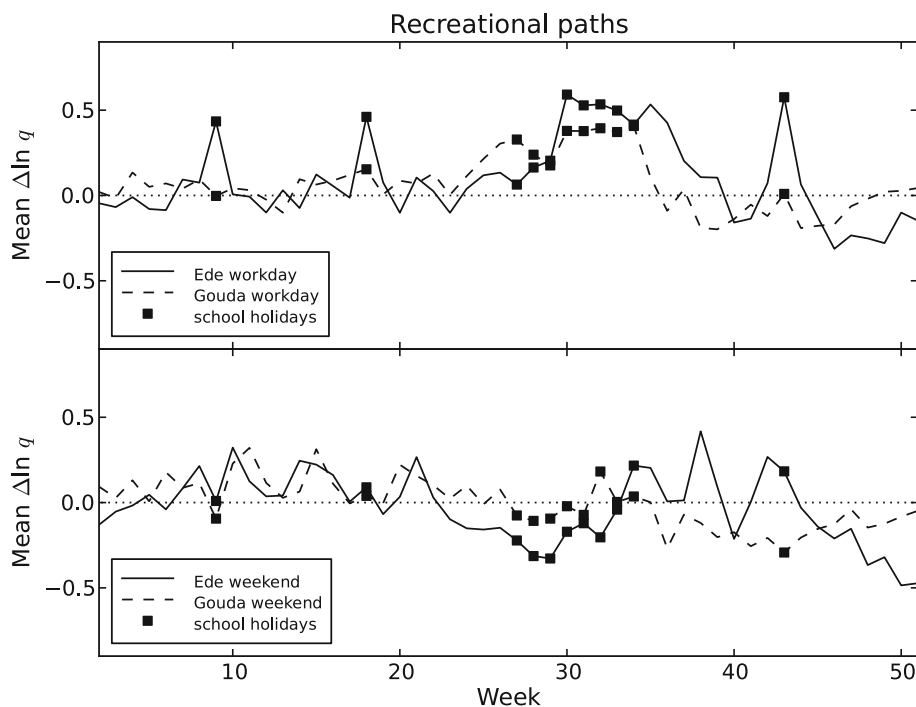 Recreational paths
Mean Δln q
0.5
0.0
−0.5
Ede workday
Gouda workday
school holidays
Mean Δln q
0.5
0.0
−0.5
Ede weekend
Gouda weekend
school holidays
10 20 30 40 50
Week